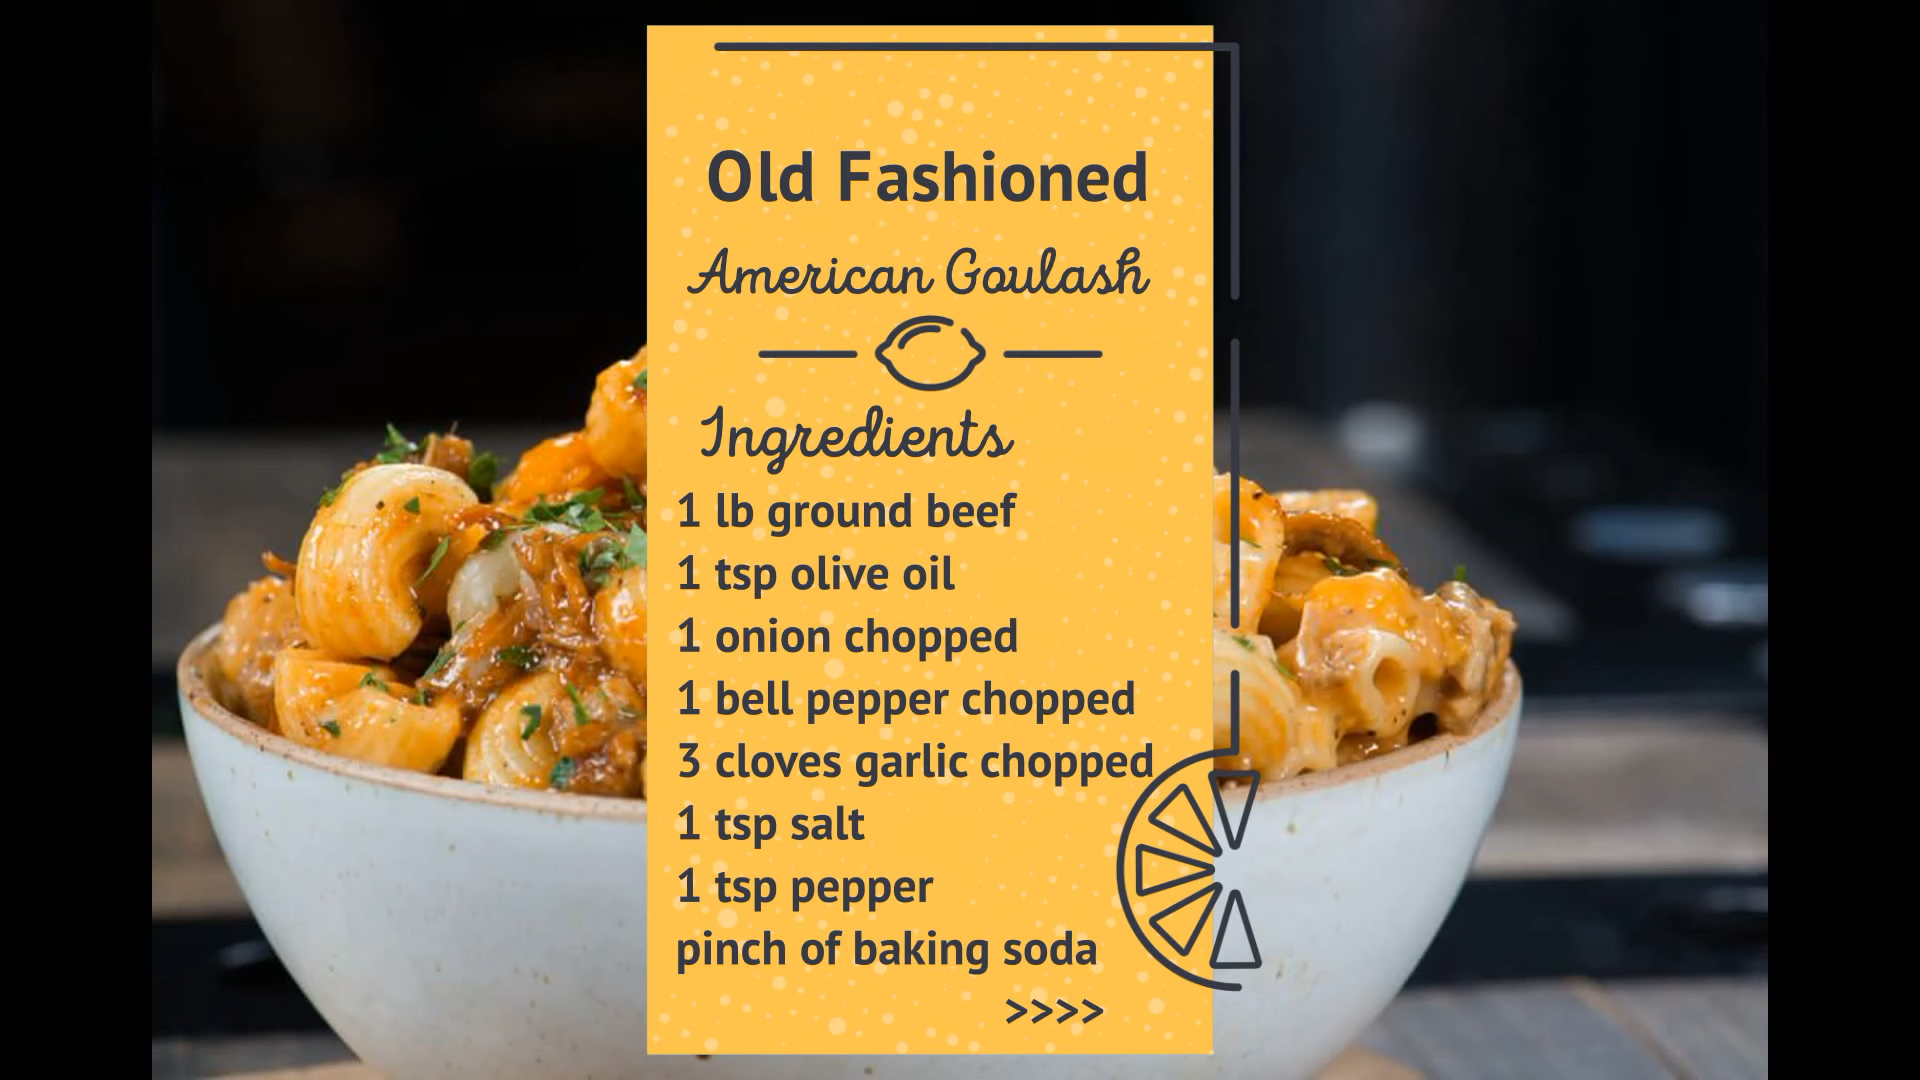 Old Fashioned
American Goulash
Ingredients
1 lb ground beef
1 tsp olive oil
1 onion chopped
1 bell pepper chopped
3 cloves garlic chopped
1 tsp salt
1 tsp pepper
pinch of baking soda
>>>>